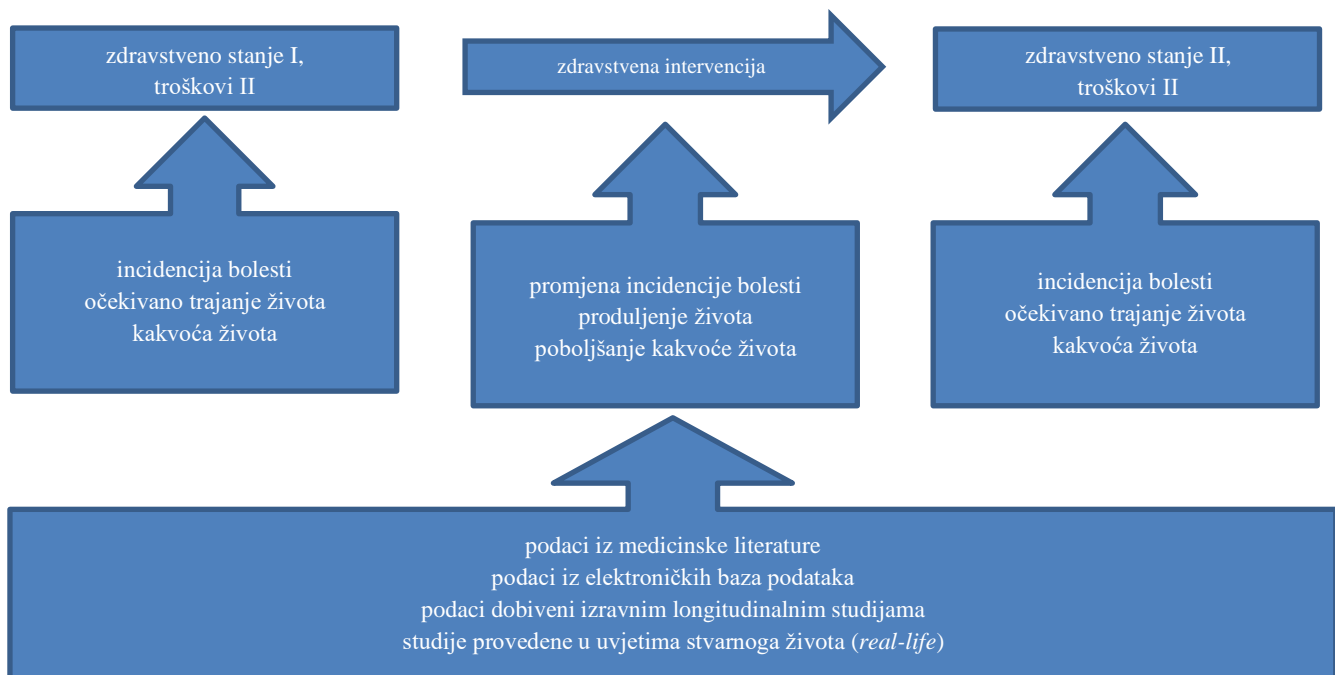 zdravstveno stanje I,
troškovi II
zdravstvena intervencija
zdravstveno stanje II,
troškovi II
incidencija bolesti
očekivano trajanje života
kakvoća života
promjena incidencije bolesti
produljenje života
poboljšanje kakvoće života
incidencija bolesti
očekivano trajanje života
kakvoća života
podaci iz medicinske literature
podaci iz elektroničkih baza podataka
podaci dobiveni izravnim longitudinalnim studijama
studije provedene u uvjetima stvarnoga života (real-life)